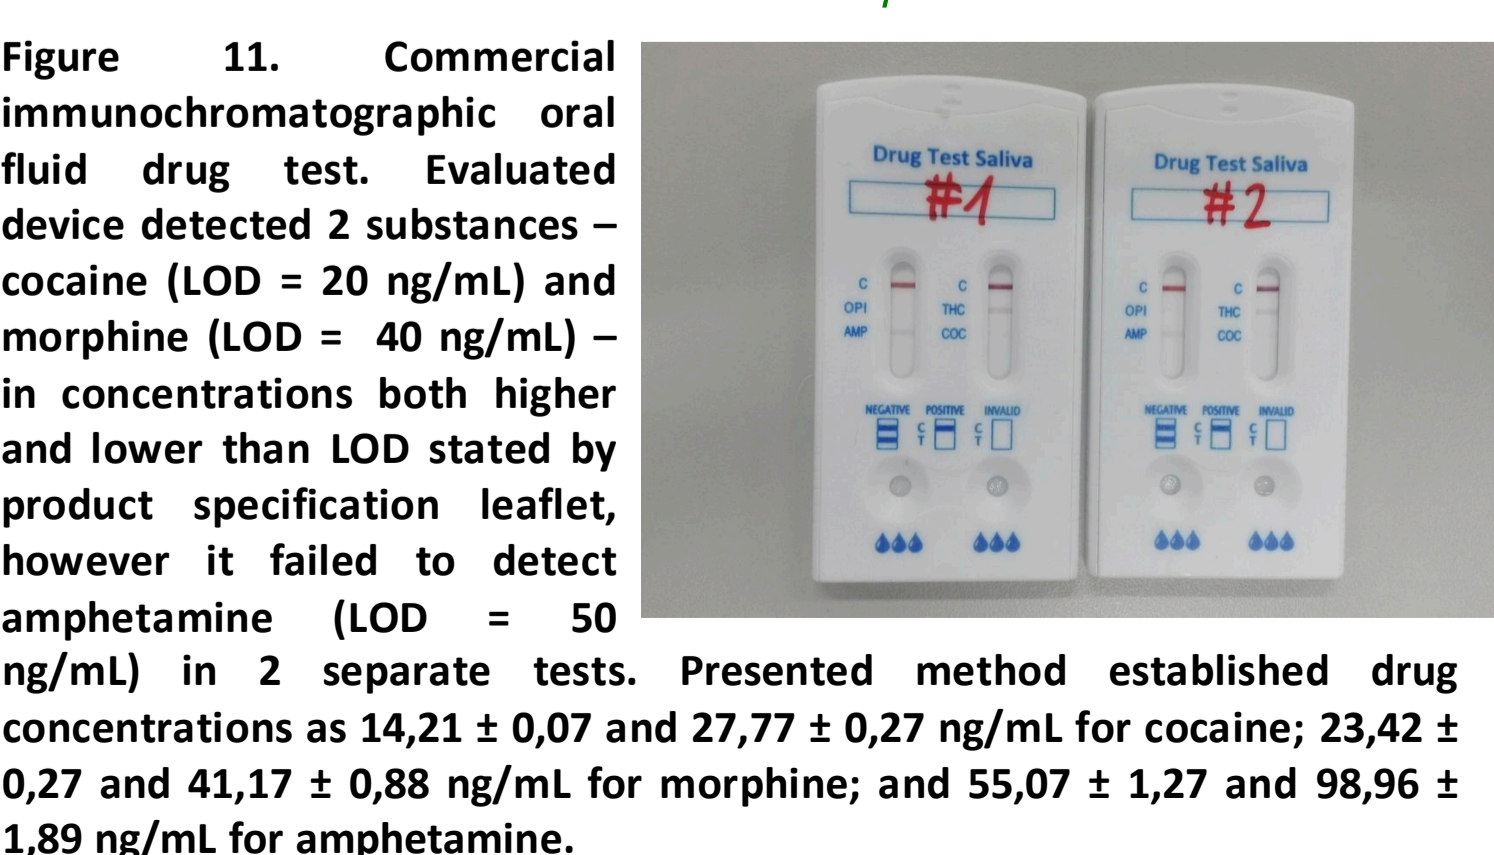 Figure 11. Commercial
immunochromatographic oral
fluid drug test. Evaluated
device detected 2 substances –
cocaine (LOD = 20 ng/mL) and
morphine (LOD = 40 ng/mL) –
in concentrations both higher
and lower than LOD stated by
product specification leaflet,
however it failed to detect
amphetamine (LOD = 50
ng/mL) in 2 separate tests. Presented method established drug
concentrations as 14,21 ± 0,07 and 27,77 ± 0,27 ng/mL for cocaine; 23,42 ±
0,27 and 41,17 ± 0,88 ng/mL for morphine; and 55,07 ± 1,27 and 98,96 ±
1,89 ng/mL for amphetamine.
Drug Test Saliva
#1
C C
OPI THC
AMP COC
NEGATIVE POSITIVE INVALID
C C
T T
Drug Test Saliva
#2
C C
OPI THC
AMP COC
NEGATIVE POSITIVE INVALID
C C
T T